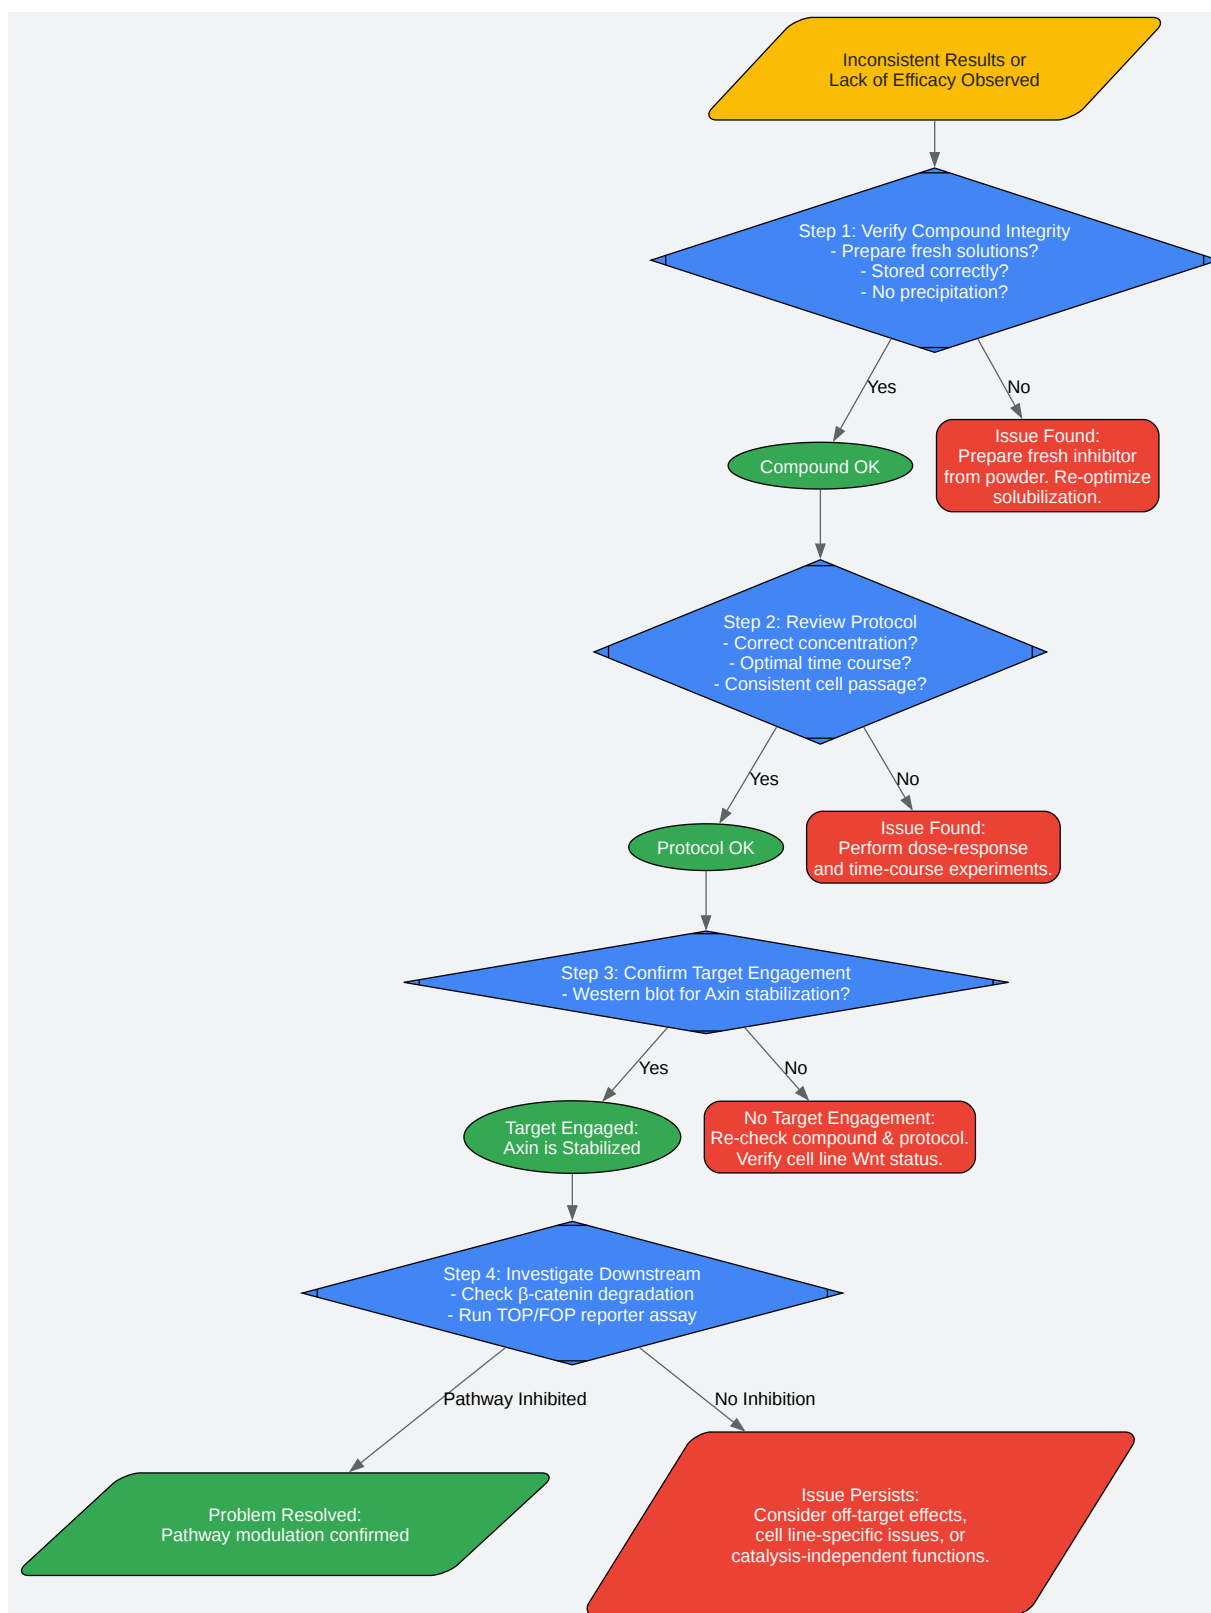 Inconsistent Results or
Lack of Efficacy Observed
Step 1: Verify Compound Integrity
- Prepare fresh solutions?
- Stored correctly?
- No precipitation?
Yes
No
Compound OK
Issue Found:
Prepare fresh inhibitor
from powder. Re-optimize
solubilization.
Step 2: Review Protocol
- Correct concentration?
- Optimal time course?
- Consistent cell passage?
Yes
No
Protocol OK
Issue Found:
Perform dose-response
and time-course experiments.
Step 3: Confirm Target Engagement
- Western blot for Axin stabilization?
Yes
No
Target Engaged:
Axin is Stabilized
No Target Engagement:
Re-check compound & protocol.
Verify cell line Wnt status.
Step 4: Investigate Downstream
- Check β-catenin degradation
- Run TOP/FOP reporter assay
Pathway Inhibited
No Inhibition
Problem Resolved:
Pathway modulation confirmed
Issue Persists:
Consider off-target effects,
cell line-specific issues, or
catalysis-independent functions.